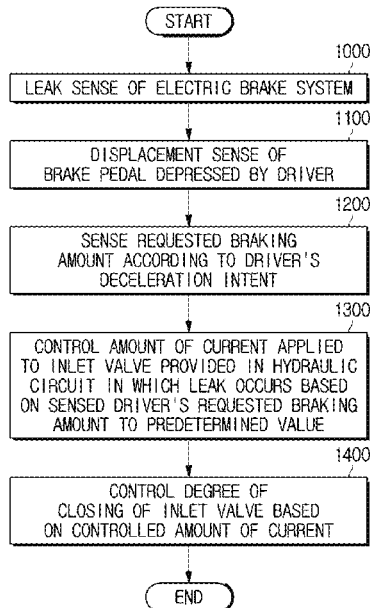 START
1000
LEAK SENSE OF ELECTRIC BRAKE SYSTEM
1100
DISPLACEMENT SENSE OF
BRAKE PEDAL DEPRESSED BY DRIVER
1200
SENSE REQUESTED BRAKING
AMOUNT ACCORDING TO DRIVER'S
DECELERATION INTENT
1300
CONTROL AMOUNT OF CURRENT APPLIED
TO INLET VALVE PROVIDED IN HYDRAULIC
CIRCUIT IN WHICH LEAK OCCURS BASED
ON SENSED DRIVER'S REQUESTED BRAKING
AMOUNT TO PREDETERMINED VALUE
1400
CONTROL DEGREE OF
CLOSING OF INLET VALVE BASED
ON CONTROLLED AMOUNT OF CURRENT
END